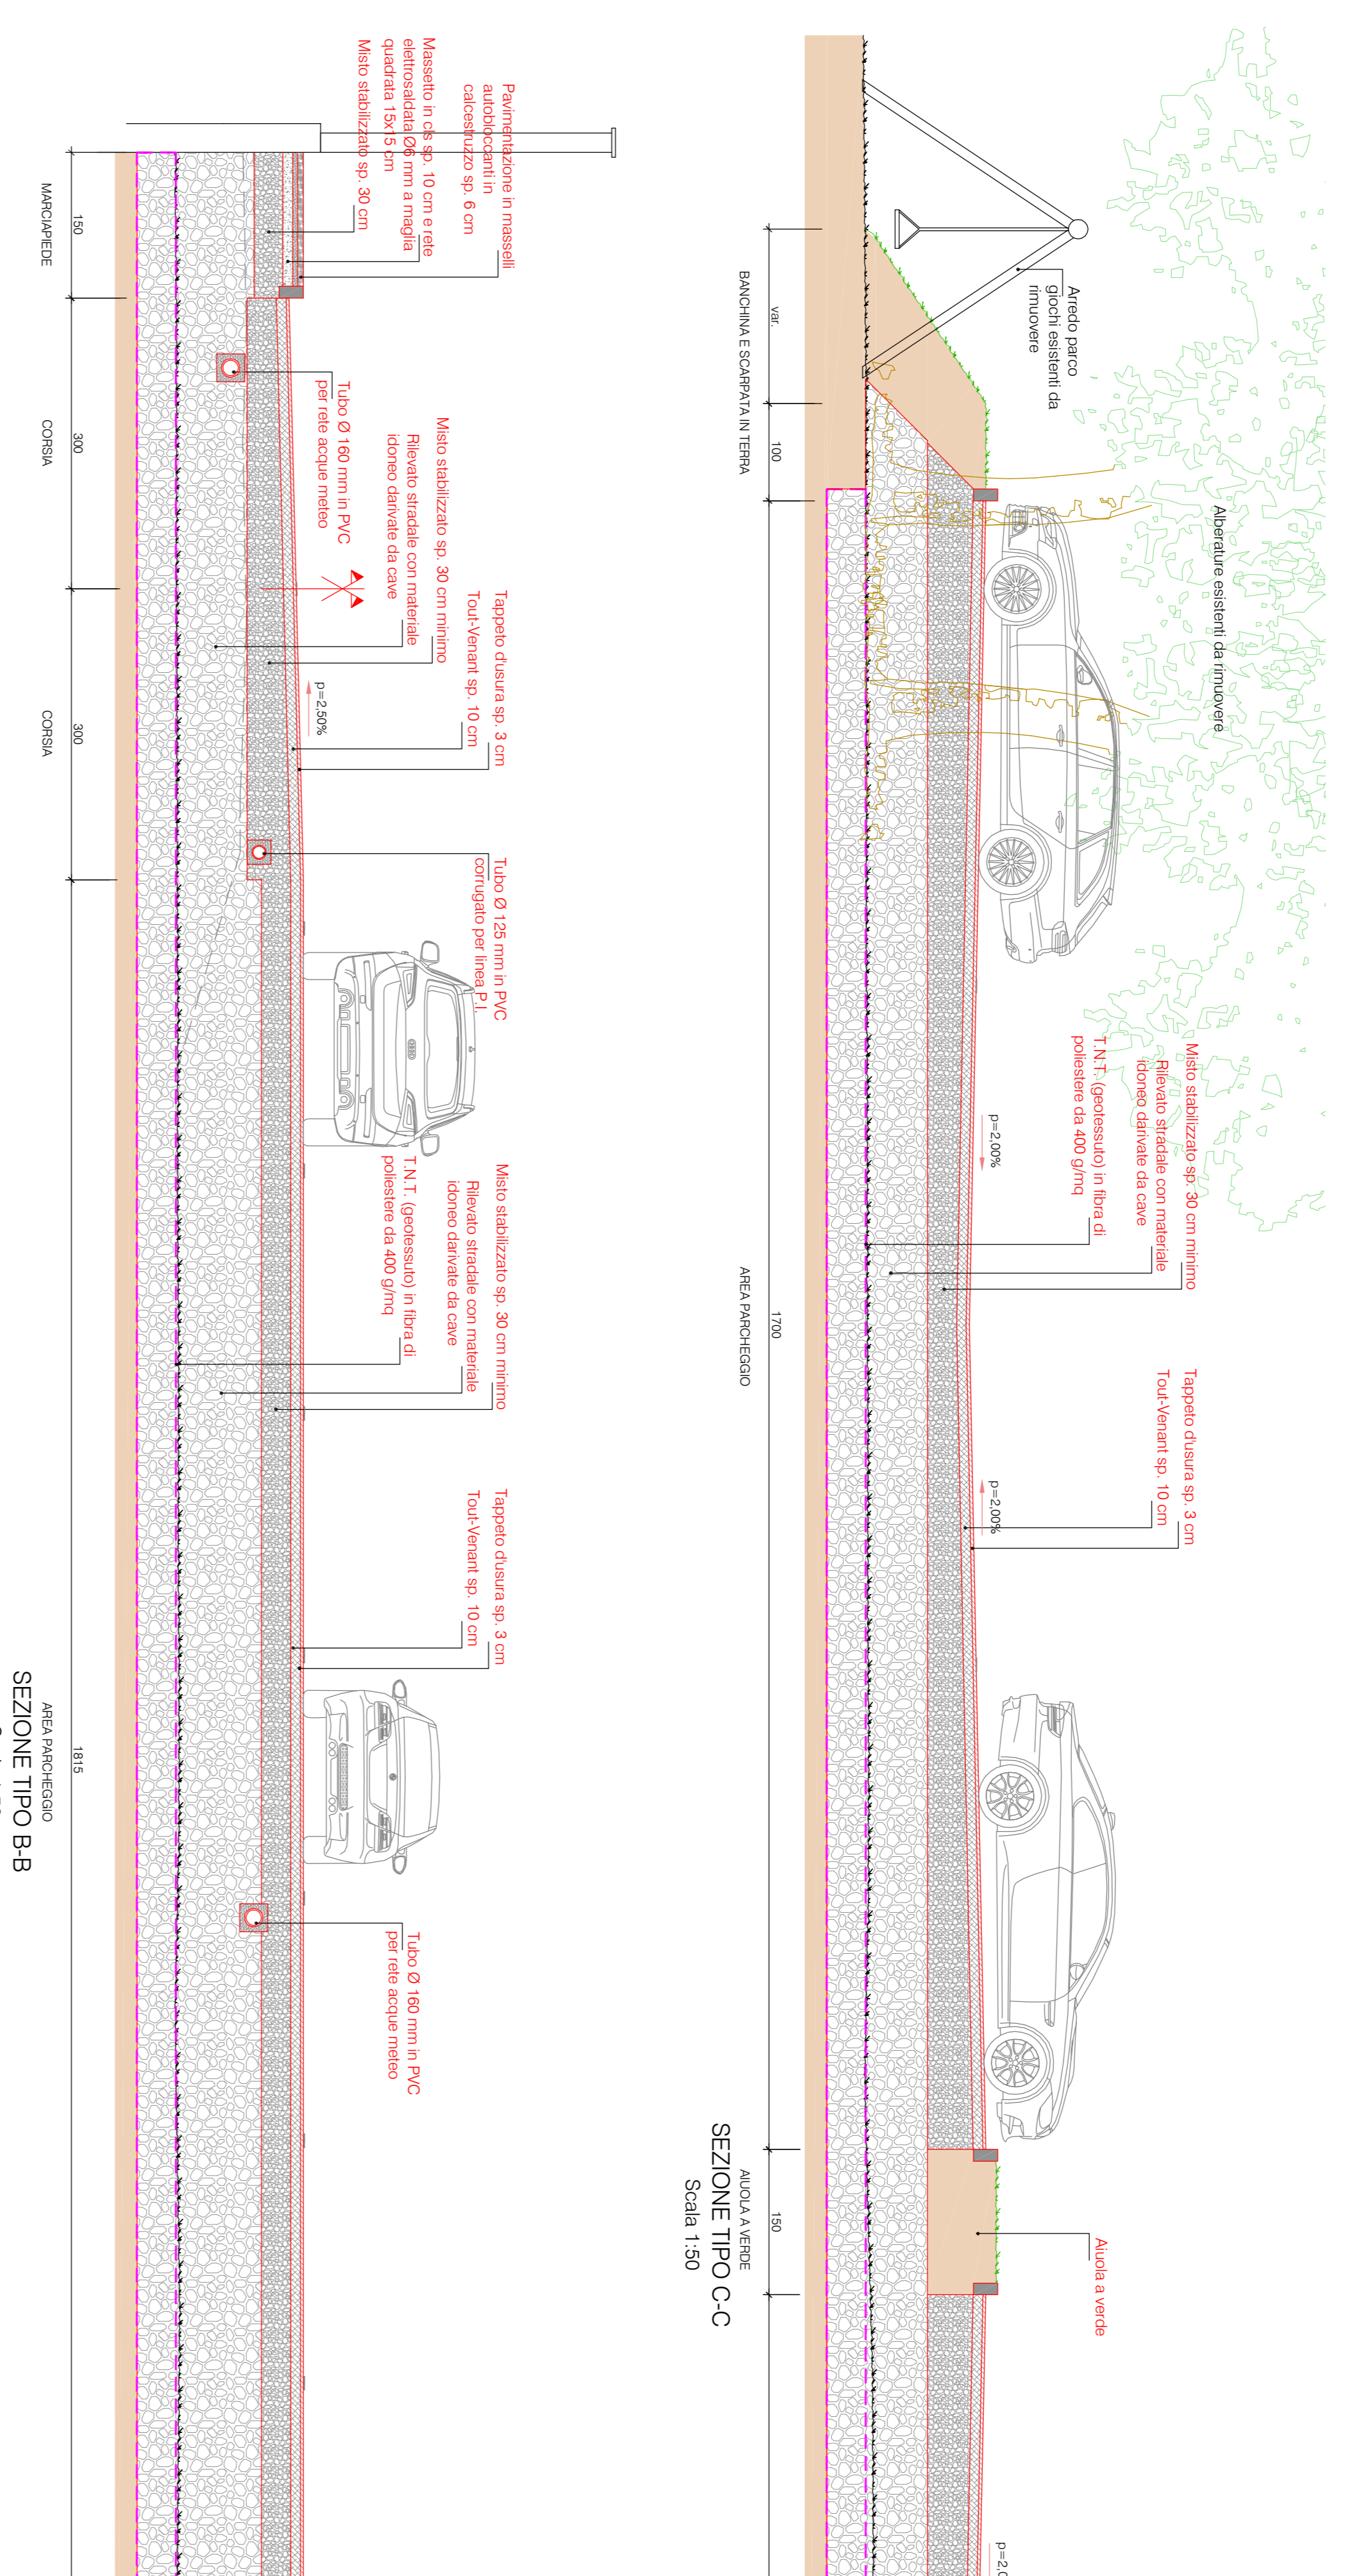 Alberature esistenti da rimuovere
Arredo parco
giochi esistenti da
rimuovere
Misto stabilizzato sp. 30 cm minimo
Rilevato stradale con materiale
idoneo darivate da cave
T.N.T. (geotessuto) in fibra di
poliestere da 400 g/mq
Tappeto d'usura sp. 3 cm
Tout-Venant sp. 10 cm
Aiuola a verde
p=2,00%
p=2,00%
var.
100
1700
150
BANCHINA E SCARPATA IN TERRA
AREA PARCHEGGIO
AIUOLA A VERDE
SEZIONE TIPO C-C
Scala 1:50
Pavimentazione in masselli
autobloccanti in
calcestruzzo sp. 6 cm
Massetto in cls sp. 10 cm e rete
elettrosaldata Ø6 mm a maglia
quadrata 15x15 cm
Misto stabilizzato sp. 30 cm
Tubo Ø 160 mm in PVC
per rete acque meteo
Misto stabilizzato sp. 30 cm minimo
Rilevato stradale con materiale
idoneo darivate da cave
Tappeto d'usura sp. 3 cm
Tout-Venant sp. 10 cm
p=2,50%
Tubo Ø 125 mm in PVC
corrugato per linea P.I.
Misto stabilizzato sp. 30 cm minimo
Rilevato stradale con materiale
idoneo darivate da cave
T.N.T. (geotessuto) in fibra di
poliestere da 400 g/mq
Tappeto d'usura sp. 3 cm
Tout-Venant sp. 10 cm
Tubo Ø 160 mm in PVC
per rete acque meteo
150
300
300
1815
MARCIAPIEDE
CORSIA
CORSIA
AREA PARCHEGGIO
SEZIONE TIPO B-B